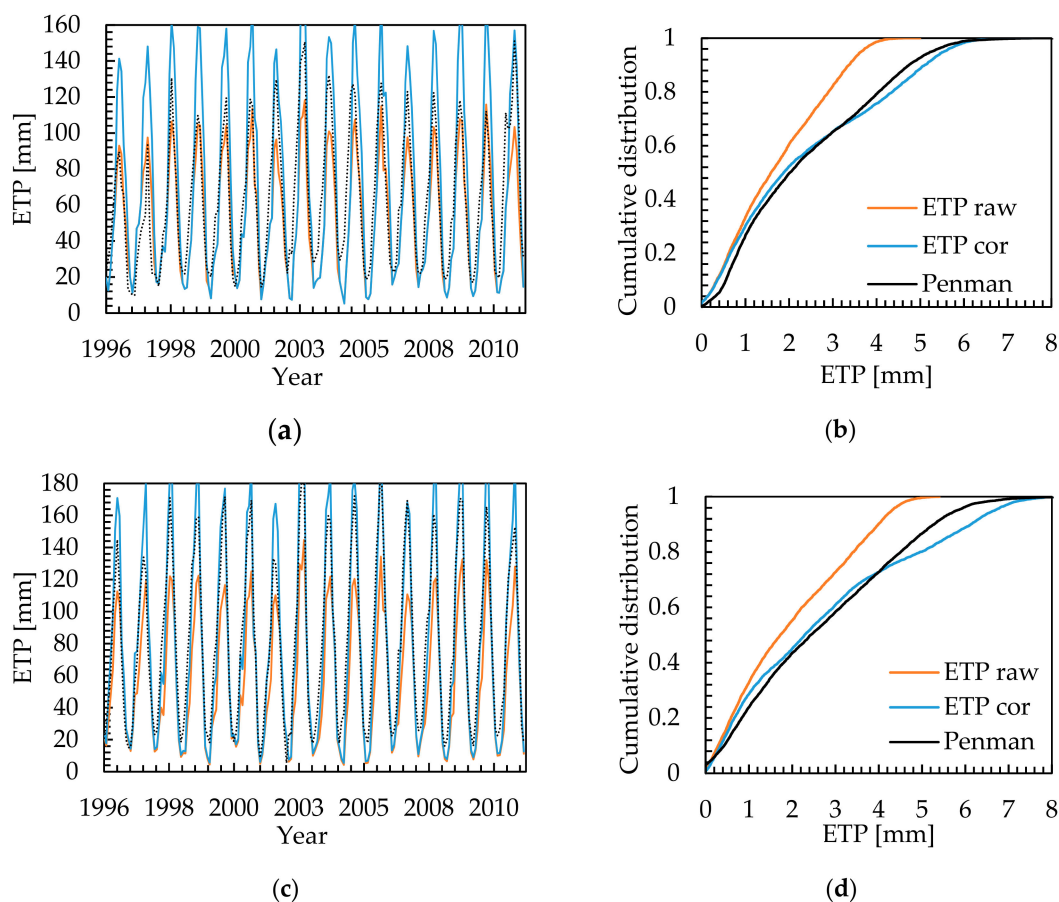 160
140
120
100
80
60
40
20
0
ETP [mm]
1996 1998 2000 2003 2005 2008 2010
Year
(a)
1
0.8
0.6
0.4
0.2
0
Cumulative distribution
ETP raw
ETP cor
Penman
0 1 2 3 4 5 6 7 8
ETP [mm]
(b)
180
160
140
120
100
80
60
40
20
0
ETP [mm]
1996 1998 2000 2003 2005 2008 2010
Year
(c)
1
0.8
0.6
0.4
0.2
0
Cumulative distribution
ETP raw
ETP cor
Penman
0 1 2 3 4 5 6 7 8
ETP [mm]
(d)